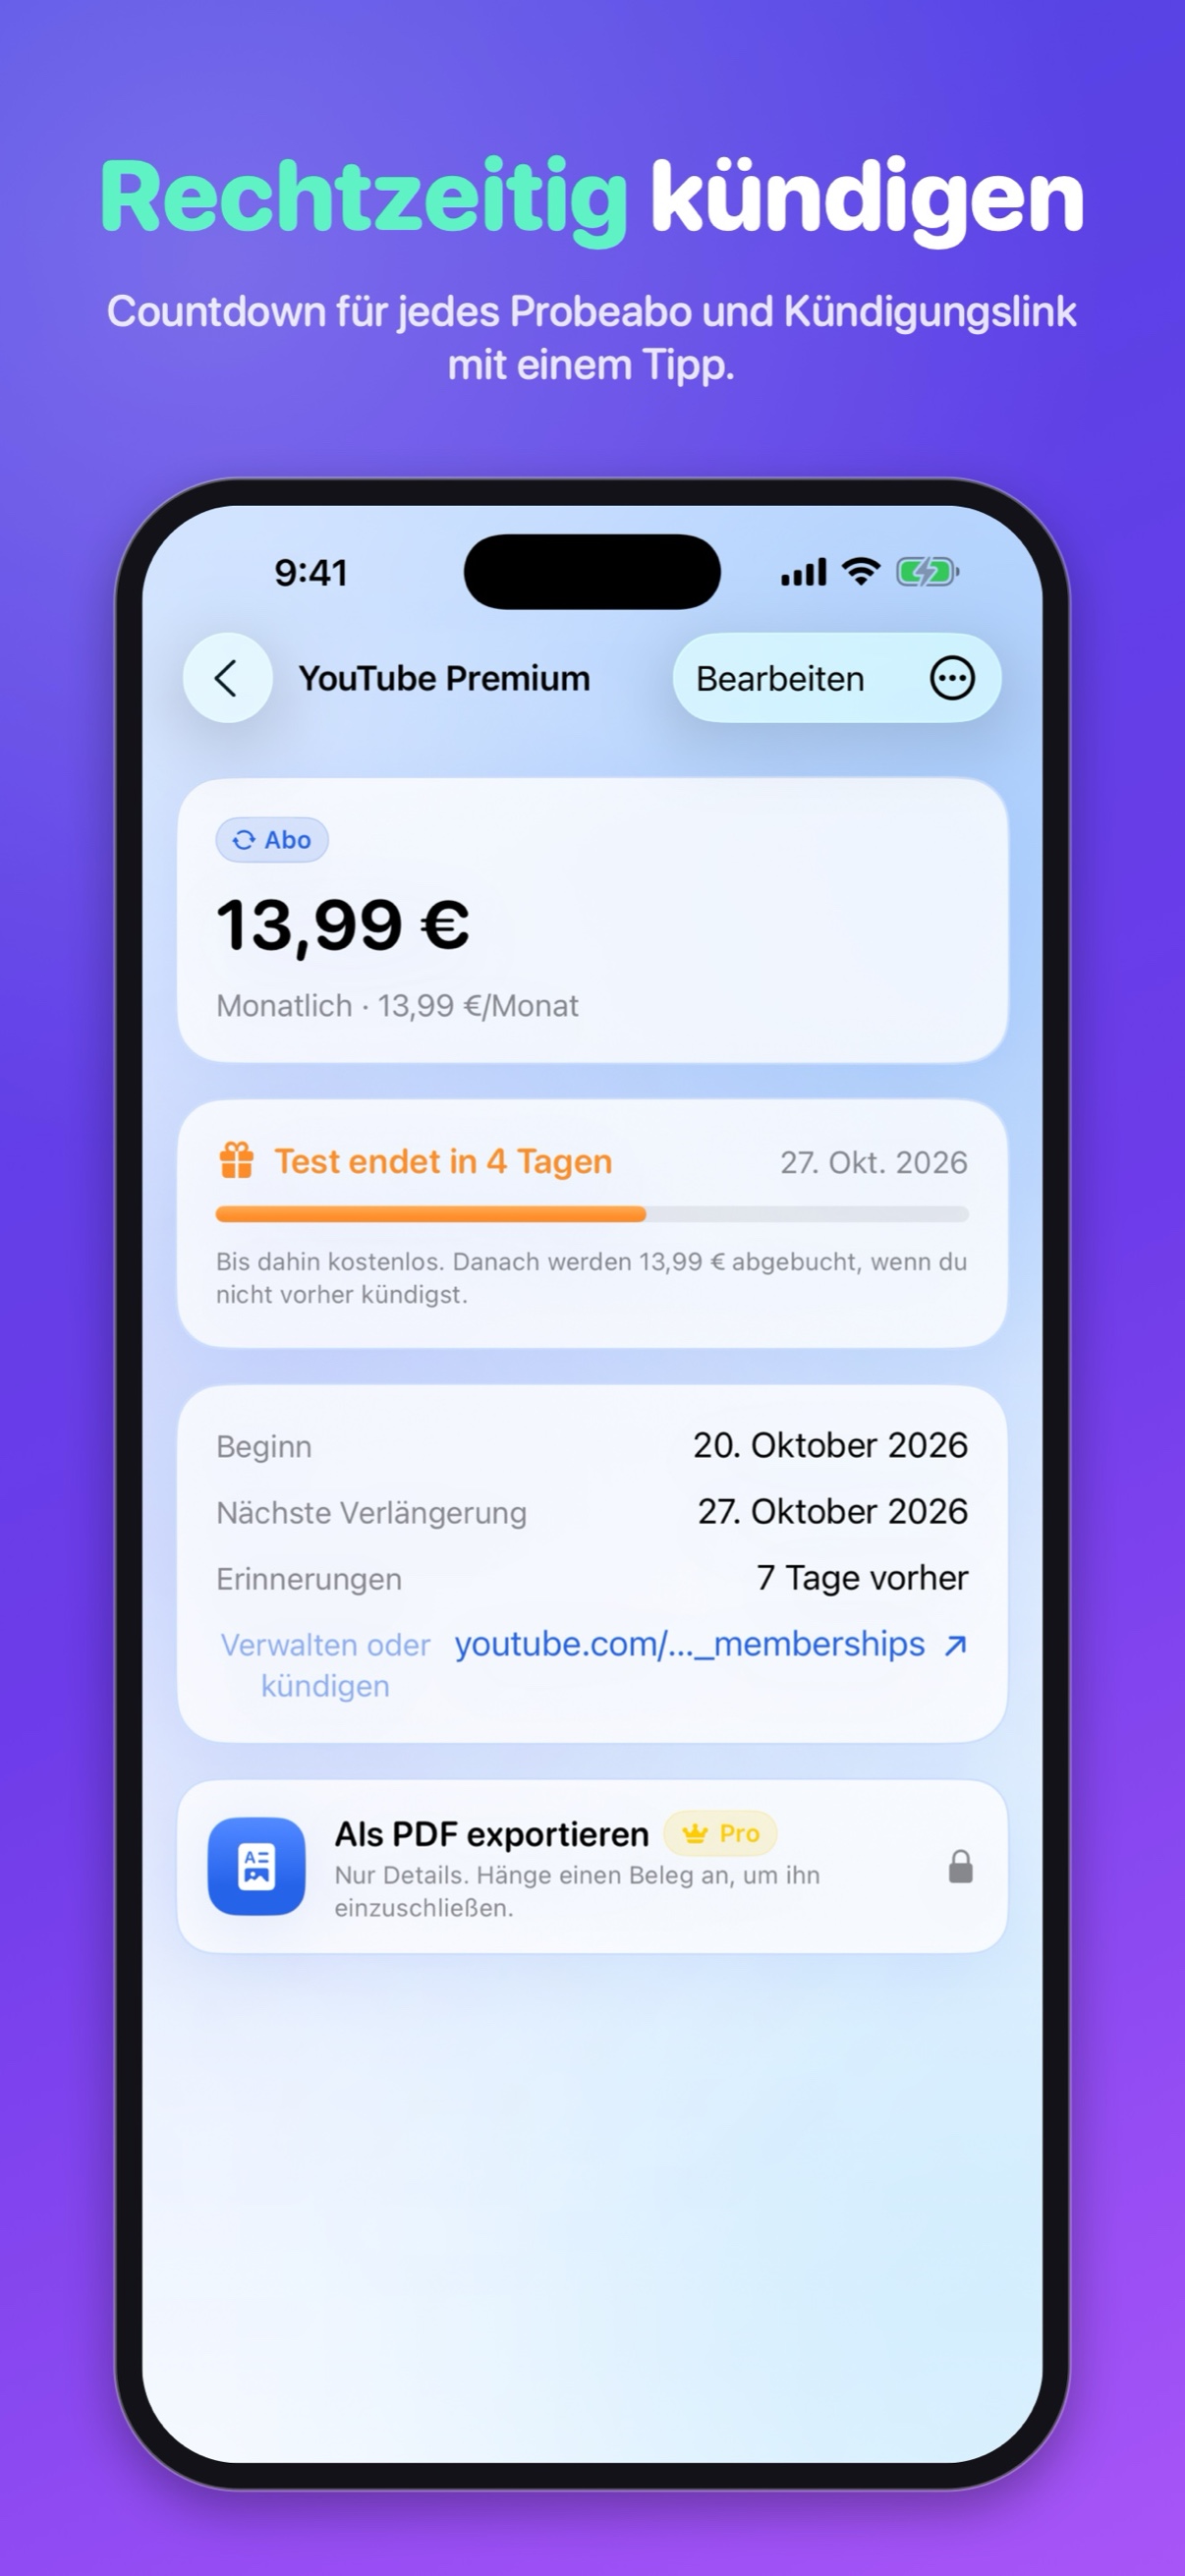 Rechtzeitig kündigen
Countdown für jedes Probeabo und Kündigungslink
mit einem Tipp.
9:41
YouTube Premium
Bearbeiten
Abo
13,99 €
Monatlich · 13,99 €/Monat
Test endet in 4 Tagen
27. Okt. 2026
Bis dahin kostenlos. Danach werden 13,99 € abgebucht, wenn du
nicht vorher kündigst.
Beginn
20. Oktober 2026
Nächste Verlängerung
27. Oktober 2026
Erinnerungen
7 Tage vorher
Verwalten oder
kündigen
youtube.com/..._memberships
Als PDF exportieren
Pro
Nur Details. Hänge einen Beleg an, um ihn
einzuschließen.